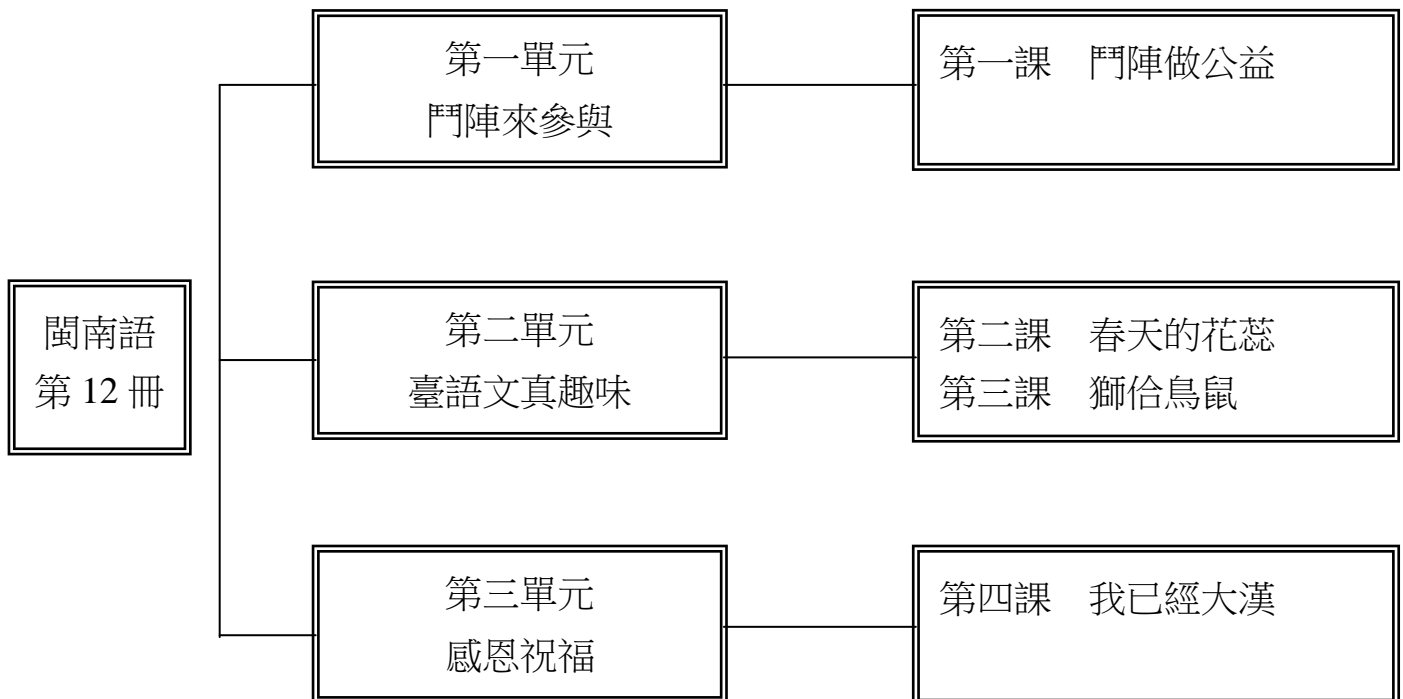 閩南語
第 12 冊
第一單元
鬥陣來參與
第一課 鬥陣做公益
第二單元
臺語文真趣味
第二課 春天的花蕊
第三課 獅佮鳥鼠
第三單元
感恩祝福
第四課 我已經大漢